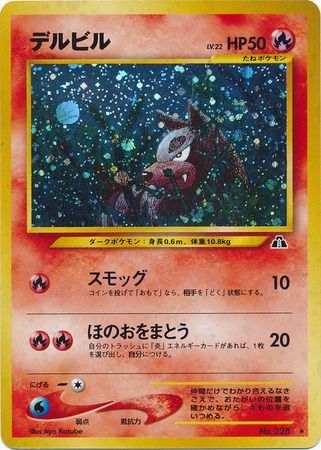 デルビル LV.22 HP50
たねポケモン
ダークポケモン：身長0.6m、体重10.8kg
スモッグ 10
コインを投げて「おもて」なら、相手を「どく」状態にする。
ほのおをまとう 20
自分のトラッシュに「炎」エネルギーカードがあれば、1枚
を選び出し、自分につける。
にげる
弱点 抵抗力
仲間だけでわかり合えるなき
ごえで、おたがいの位置を
確かめながら、えものを追
いつめる。
Illus. Aya Kusube
No. 228